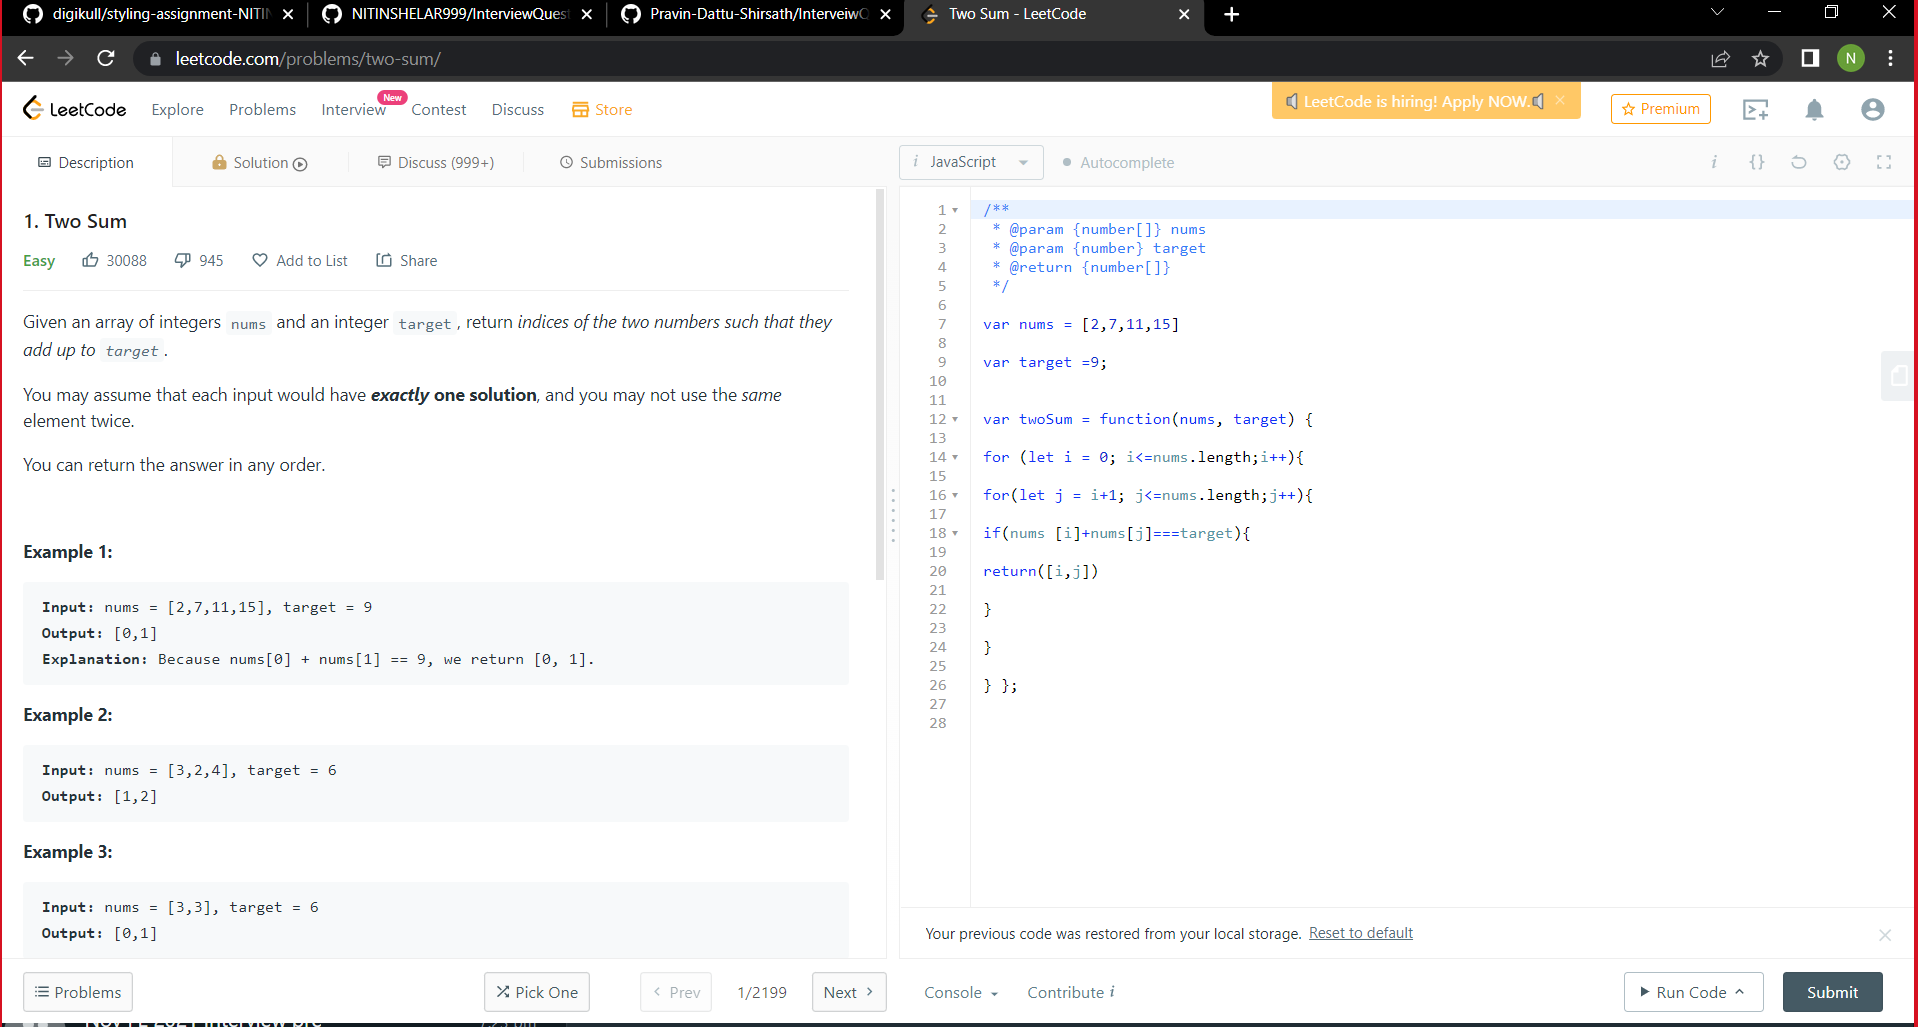 digikull/styling-assignment-NITIN
NITINSHELAR999/InterviewQuest
Pravin-Dattu-Shirsath/InterveiwQ
Two Sum - LeetCode
leetcode.com/problems/two-sum/
N
LeetCode Explore Problems Interview New Contest Discuss Store
LeetCode is hiring! Apply NOW.
Premium
Description Solution Discuss (999+) Submissions
1. Two Sum
Easy 30088 945 Add to List Share
Given an array of integers nums and an integer target, return indices of the two numbers such that they
add up to target.
You may assume that each input would have exactly one solution, and you may not use the same
element twice.
You can return the answer in any order.
Example 1:
Input: nums = [2,7,11,15], target = 9
Output: [0,1]
Explanation: Because nums[0] + nums[1] == 9, we return [0, 1].
Example 2:
Input: nums = [3,2,4], target = 6
Output: [1,2]
Example 3:
Input: nums = [3,3], target = 6
Output: [0,1]
i JavaScript Autocomplete
i {}
1 /**
2 * @param {number[]} nums
3 * @param {number} target
4 * @return {number[]}
5 */
6
7 var nums = [2,7,11,15]
8
9 var target =9;
10
11
12 var twoSum = function(nums, target) {
13
14 for (let i = 0; i<=nums.length;i++){
15
16 for(let j = i+1; j<=nums.length;j++){
17
18 if(nums [i]+nums[j]===target){
19
20 return([i,j])
21
22 }
23
24 }
25
26 } };
27
28
Your previous code was restored from your local storage. Reset to default
Problems Pick One Prev 1/2199 Next
Console Contribute i Run Code Submit